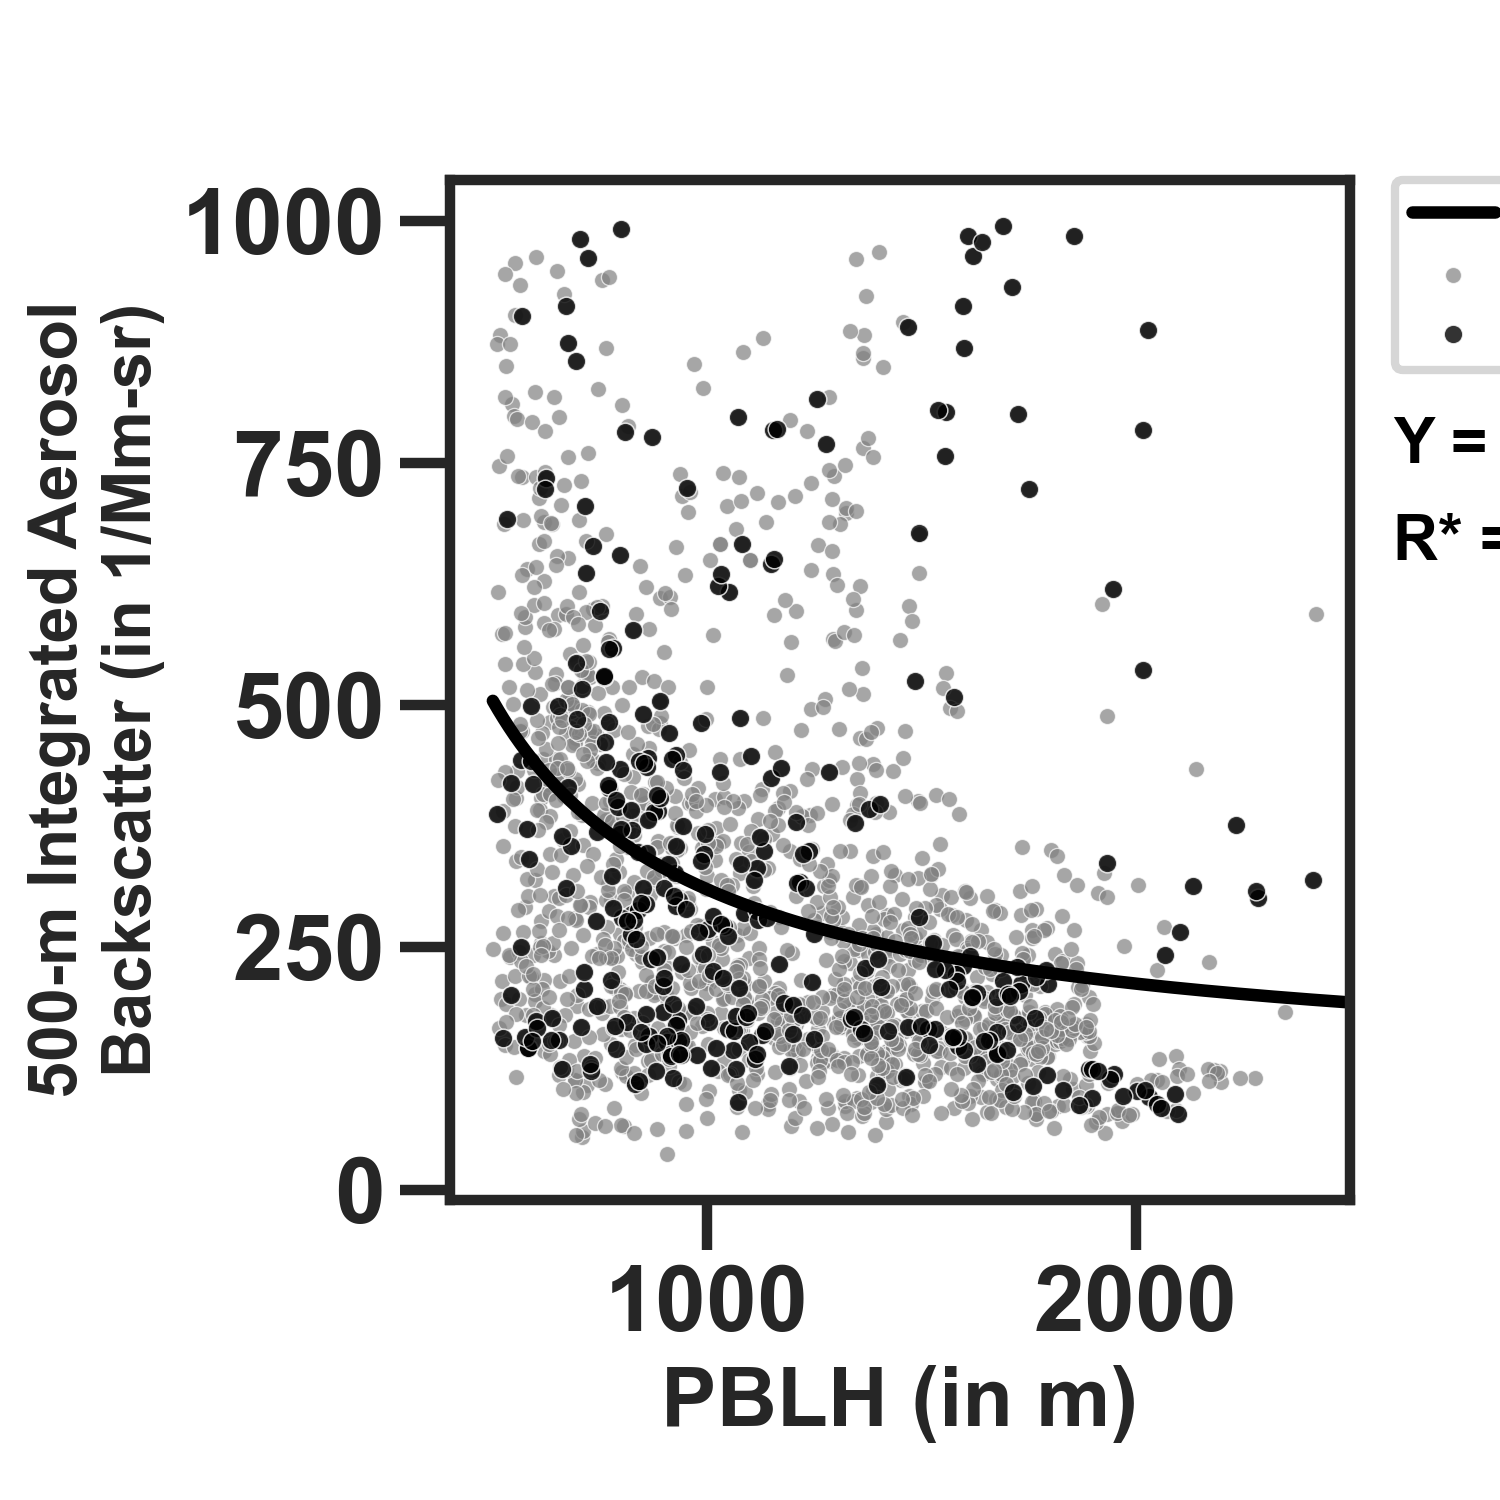 1000
750
500
250
0
500-m Integrated Aerosol
Backscatter (in 1/Mm-sr)
1000 2000
PBLH (in m)
Y =
R* =